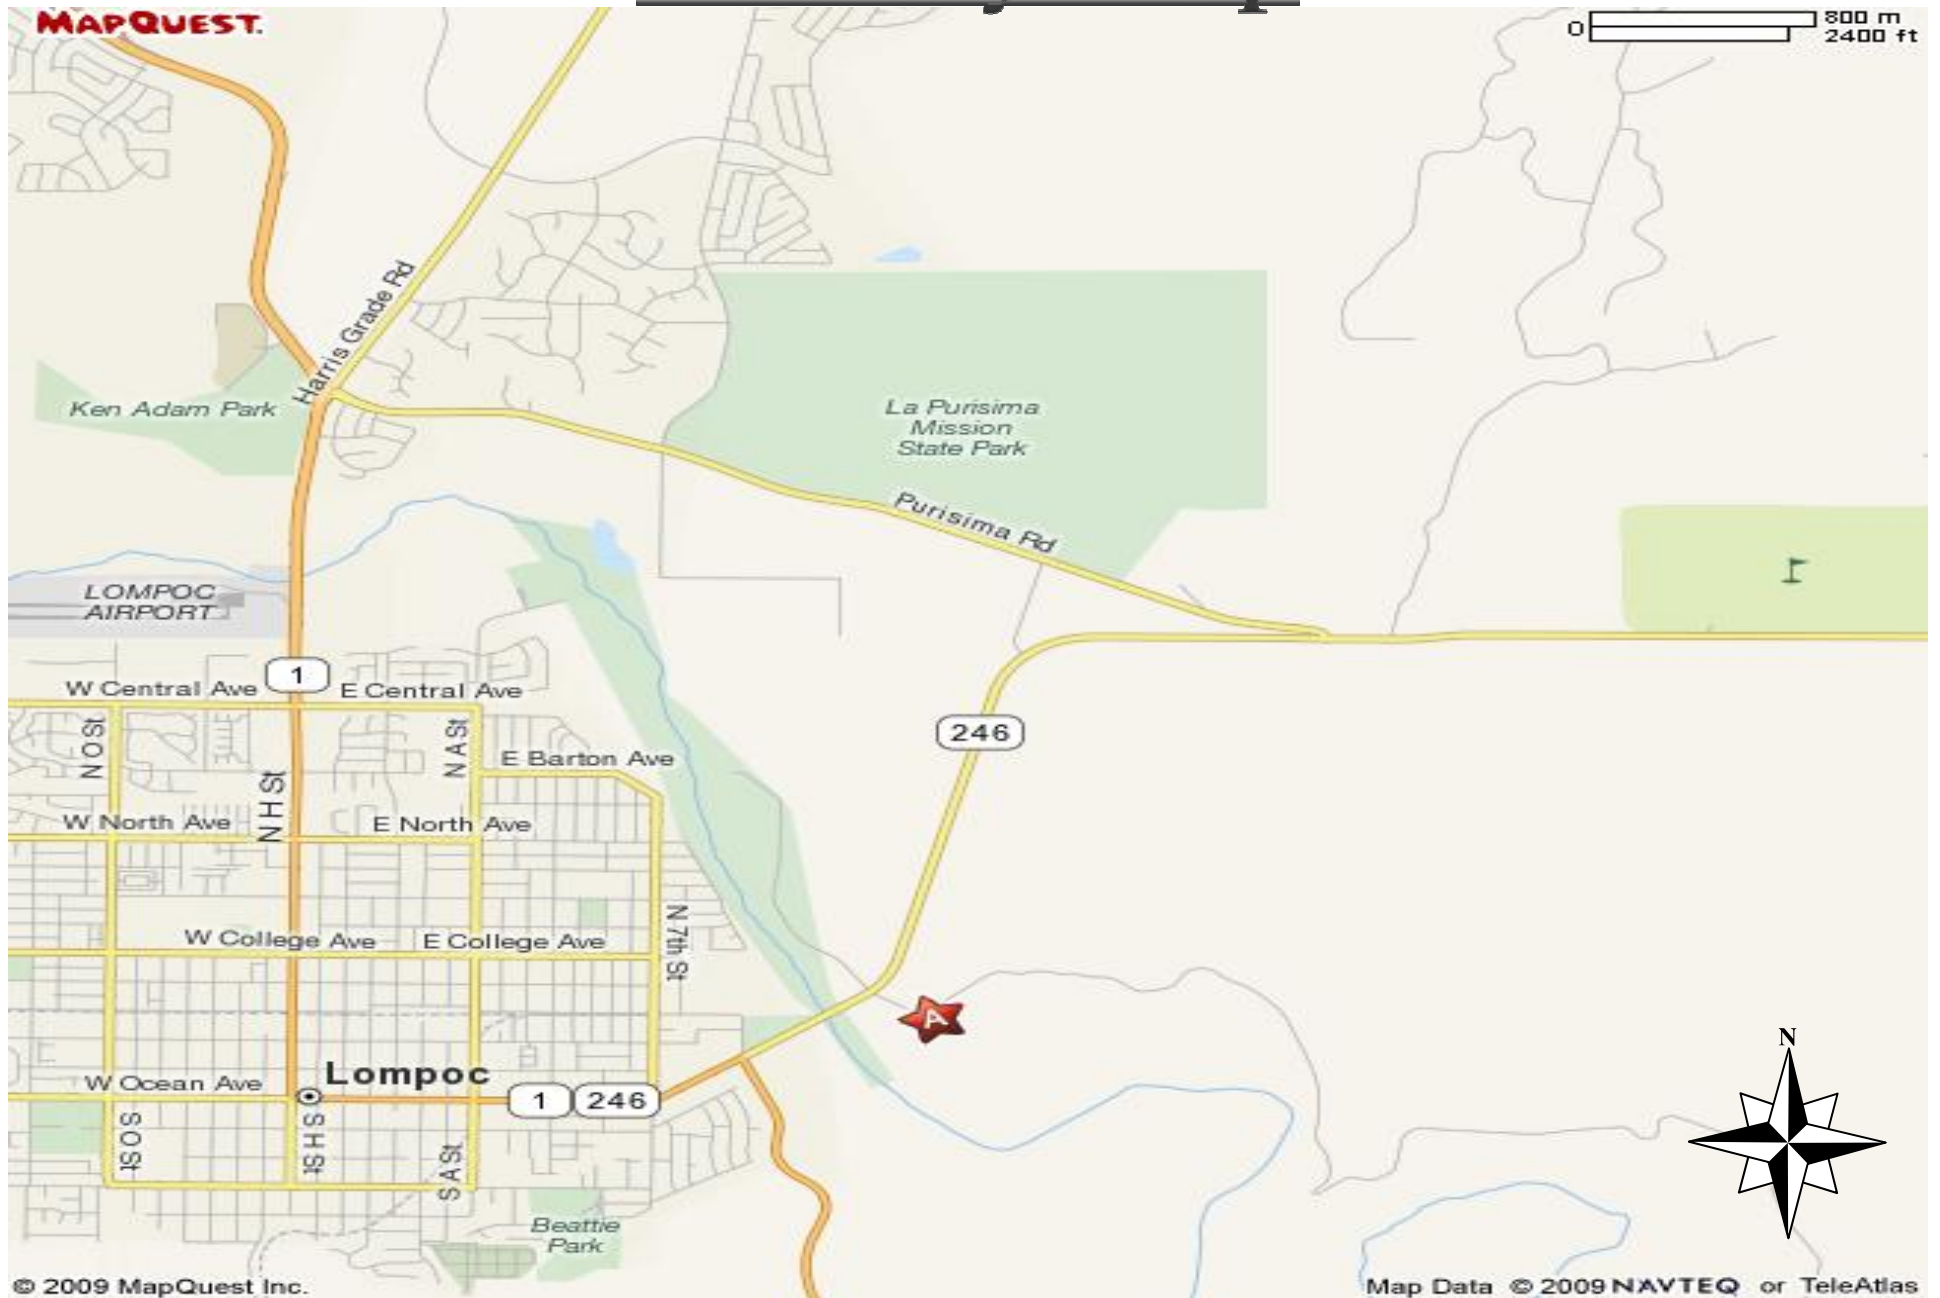 MAPQUEST.
0
800 m
2400 ft
Harris Grade Rd
Ken Adam Park
La Purisima
Mission
State Park
Purisima Rd
LOMPOC
AIRPORT
1
W Central Ave
E Central Ave
N O St
N A St
246
E Barton Ave
N H St
W North Ave
E North Ave
N 7th St
W College Ave
E College Ave
A
N
Lompoc
W Ocean Ave
1
246
S O St
S H St
S A St
Beattie
Park
© 2009 MapQuest Inc.
Map Data © 2009 NAVTEQ or TeleAtlas